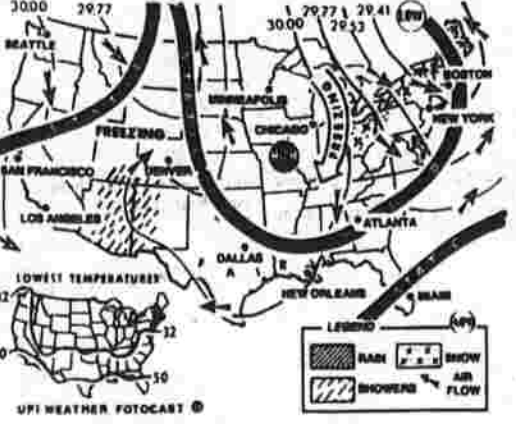 30.00 29.77
30.00 29.77 29.53 29.41
LOW
SEATTLE
BOSTON
MINNEAPOLIS
NEW YORK
FREEZING
CHICAGO
FREEZING
SAN FRANCISCO
DENVER
LOS ANGELES
ATLANTA
DALLAS
NEW ORLEANS
MIAMI
LOWEST TEMPERATURES
32
50
LEGEND
UPI
RAIN
SNOW
SHOWERS
AIR
FLOW
UPI WEATHER FOTOCAST ®